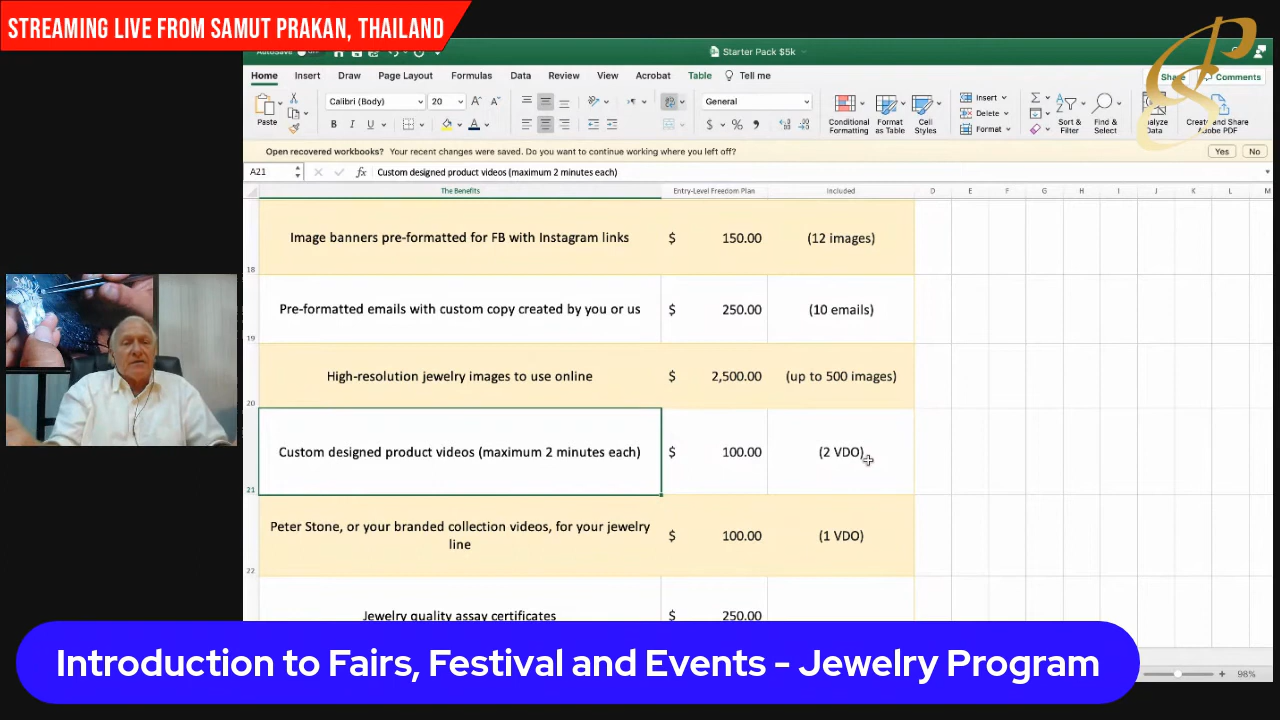 STREAMING LIVE FROM SAMUT PRAKAN, THAILAND
Starter Pack $5k
Home Insert Draw Page Layout Formulas Data Review View Acrobat Table Tell me
Share Comments
Paste
Calibri (Body) 20
B I U
General
$ %
Conditional Formatting
Format as Table
Cell Styles
Insert
Delete
Format
Sort & Filter
Find & Select
Analyze Data
Create and Share Adobe PDF
Open recovered workbooks? Your recent changes were saved. Do you want to continue working where you left off? Yes No
A21 fx Custom designed product videos (maximum 2 minutes each)
The Benefits Entry-Level Freedom Plan Included D E F G H I J K L M
18 Image banners pre-formatted for FB with Instagram links $ 150.00 (12 images)
19 Pre-formatted emails with custom copy created by you or us $ 250.00 (10 emails)
20 High-resolution jewelry images to use online $ 2,500.00 (up to 500 images)
21 Custom designed product videos (maximum 2 minutes each) $ 100.00 (2 VDO)
22 Peter Stone, or your branded collection videos, for your jewelry
line $ 100.00 (1 VDO)
Jewelry quality assay certificates $ 250.00
Introduction to Fairs, Festival and Events - Jewelry Program
98%